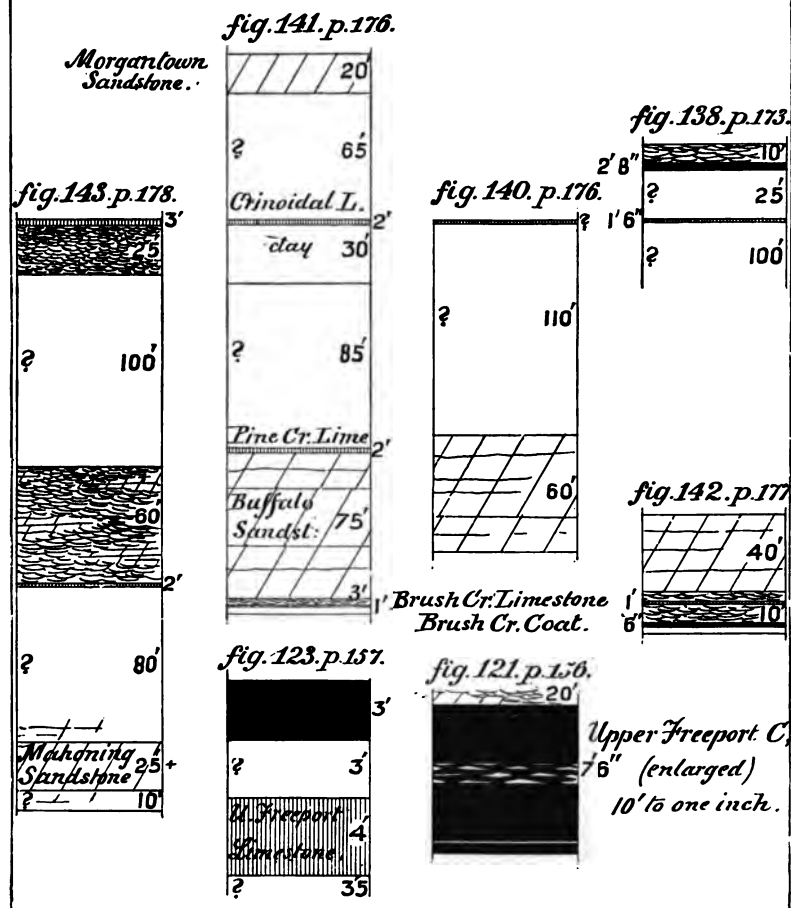 fig. 141. p. 176.
Morgantown
Sandstone.
20'
? 65'
Crinoidal L.
2'
clay 30'
? 85'
Pine Cr. Lime
2'
Buffalo
Sandst: 75'
3'
1'
Brush Cr. Limestone
Brush Cr. Coat.
fig. 143. p. 178.
3'
25'
? 100'
60'
2'
? 80'
Mahoning
Sandstone 25' +
? 10'
fig. 140. p. 176.
?
? 110'
60'
fig. 138. p. 173.
10'
2' 8"
? 25'
1' 6"
? 100'
fig. 142. p. 177
40'
1'
10'
6"
fig. 123. p. 157.
3'
? 3'
U. Freeport
Limestone.
4'
? 35
fig. 121. p. 156.
20'
7' 6"
Upper Freeport C,
(enlarged)
10' to one inch.